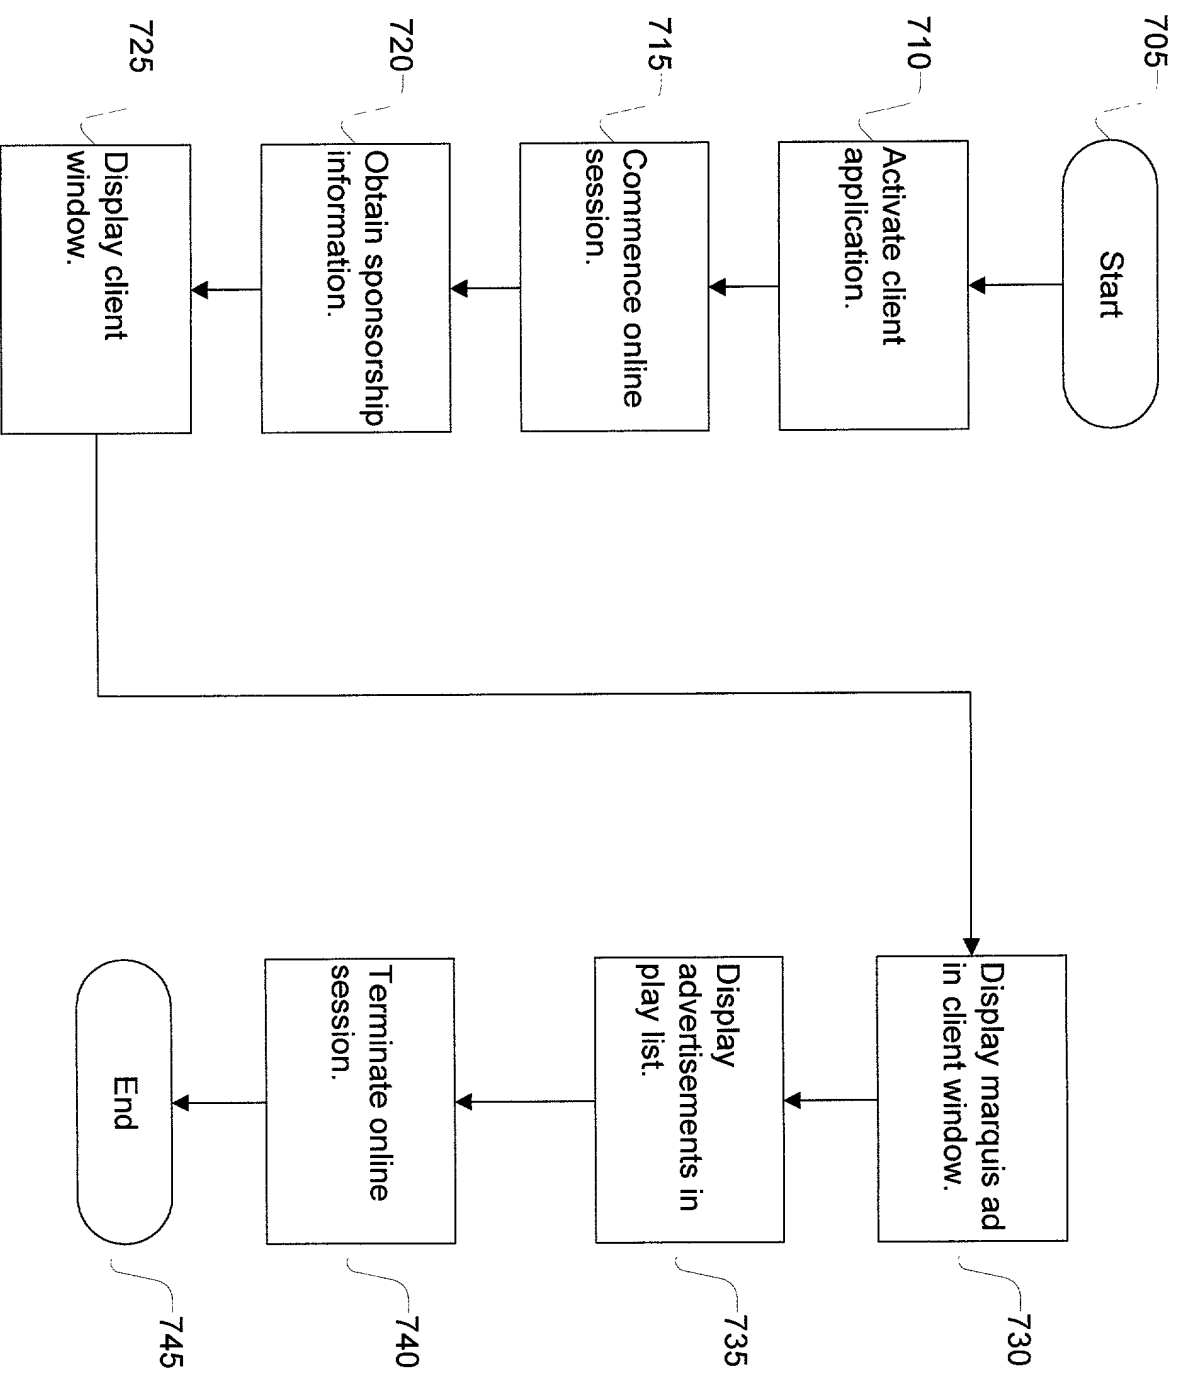 705
Start
710
Activate client
application.
715
Commence online
session.
720
Obtain sponsorship
information.
725
Display client
window.
Display marquis ad
in client window.
730
Display
advertisements in
play list.
735
Terminate online
session.
740
End
745